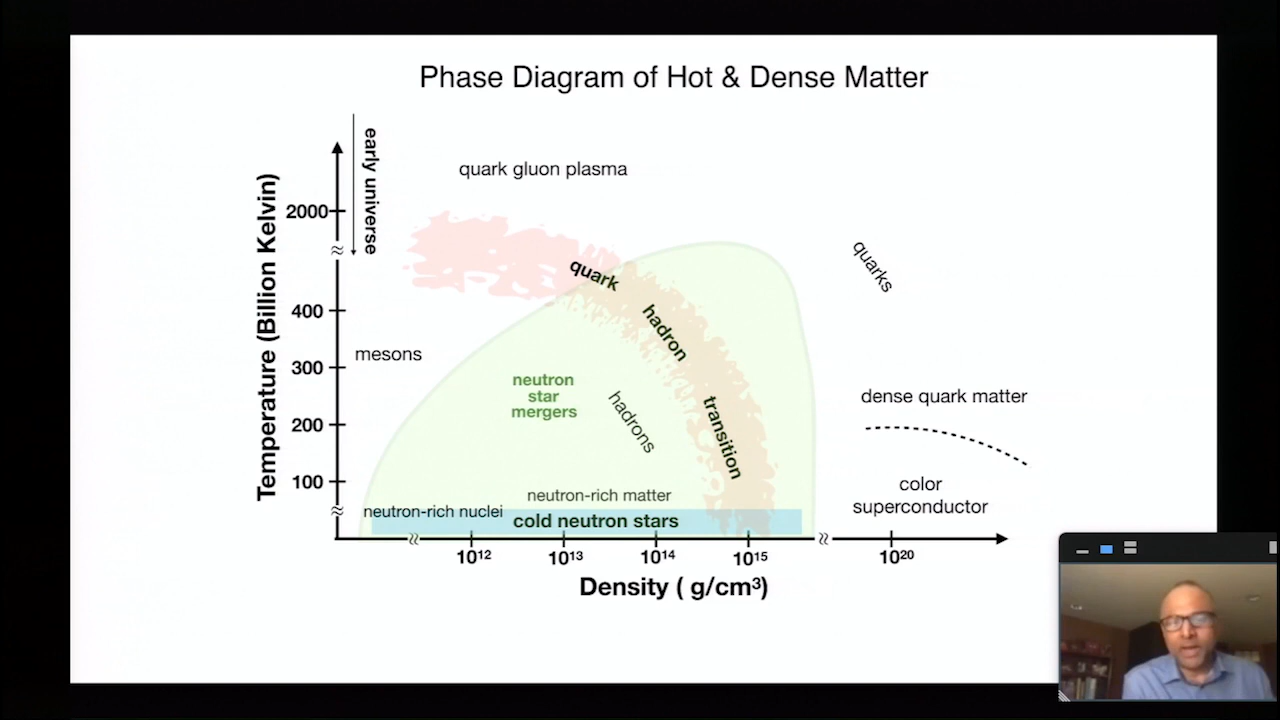 Phase Diagram of Hot & Dense Matter
early universe
quark gluon plasma
Temperature (Billion Kelvin)
2000
400
300
200
100
quark
hadron
transition
quarks
mesons
neutron
star
mergers
hadrons
dense quark matter
color
superconductor
neutron-rich matter
neutron-rich nuclei
cold neutron stars
10¹²
10¹³
10¹⁴
10¹⁵
10²⁰
Density ( g/cm³)